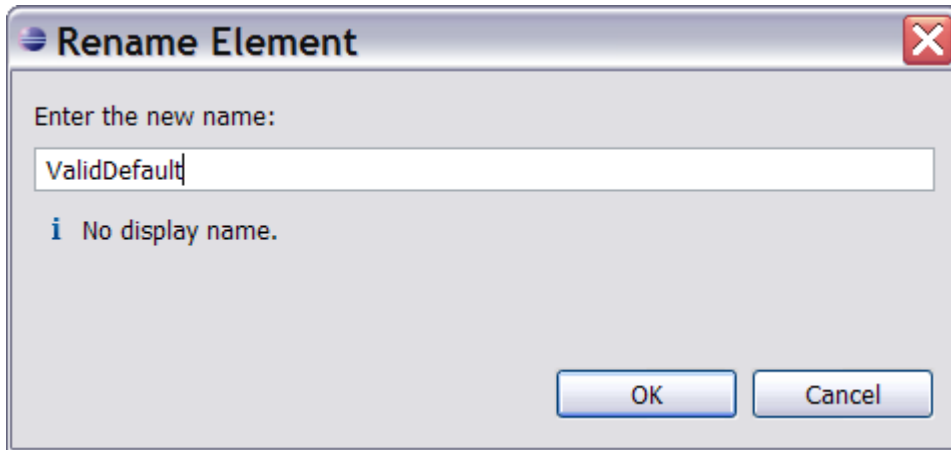 Rename Element
Enter the new name:
ValidDefault
i No display name.
OK Cancel